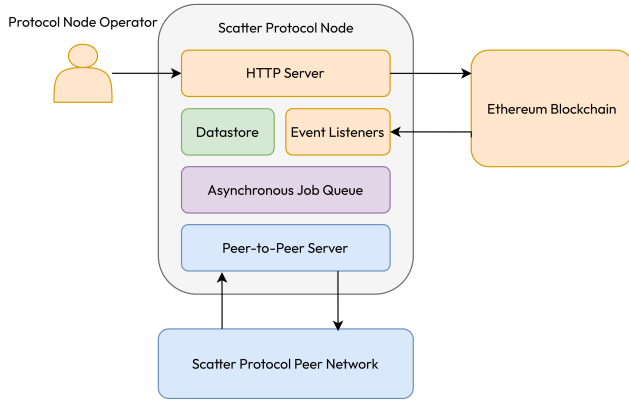 Protocol Node Operator
Scatter Protocol Node
HTTP Server
Ethereum Blockchain
Datastore
Event Listeners
Asynchronous Job Queue
Peer-to-Peer Server
Scatter Protocol Peer Network